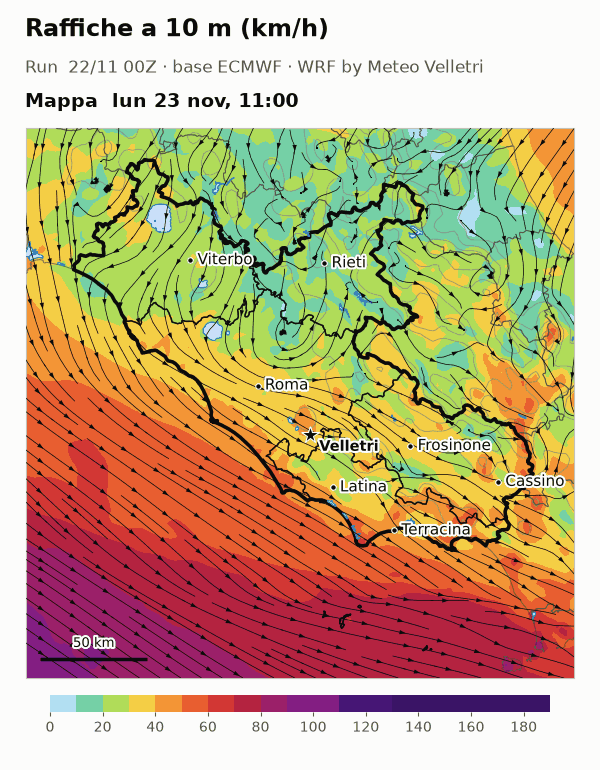 Raffiche a 10 m (km/h)
Run  22/11 00Z · base ECMWF · WRF by Meteo Velletri
Mappa  lun 23 nov, 11:00
Viterbo
Rieti
Roma
Velletri
Frosinone
Cassino
Latina
Terracina
50 km
0 20 40 60 80 100 120 140 160 180